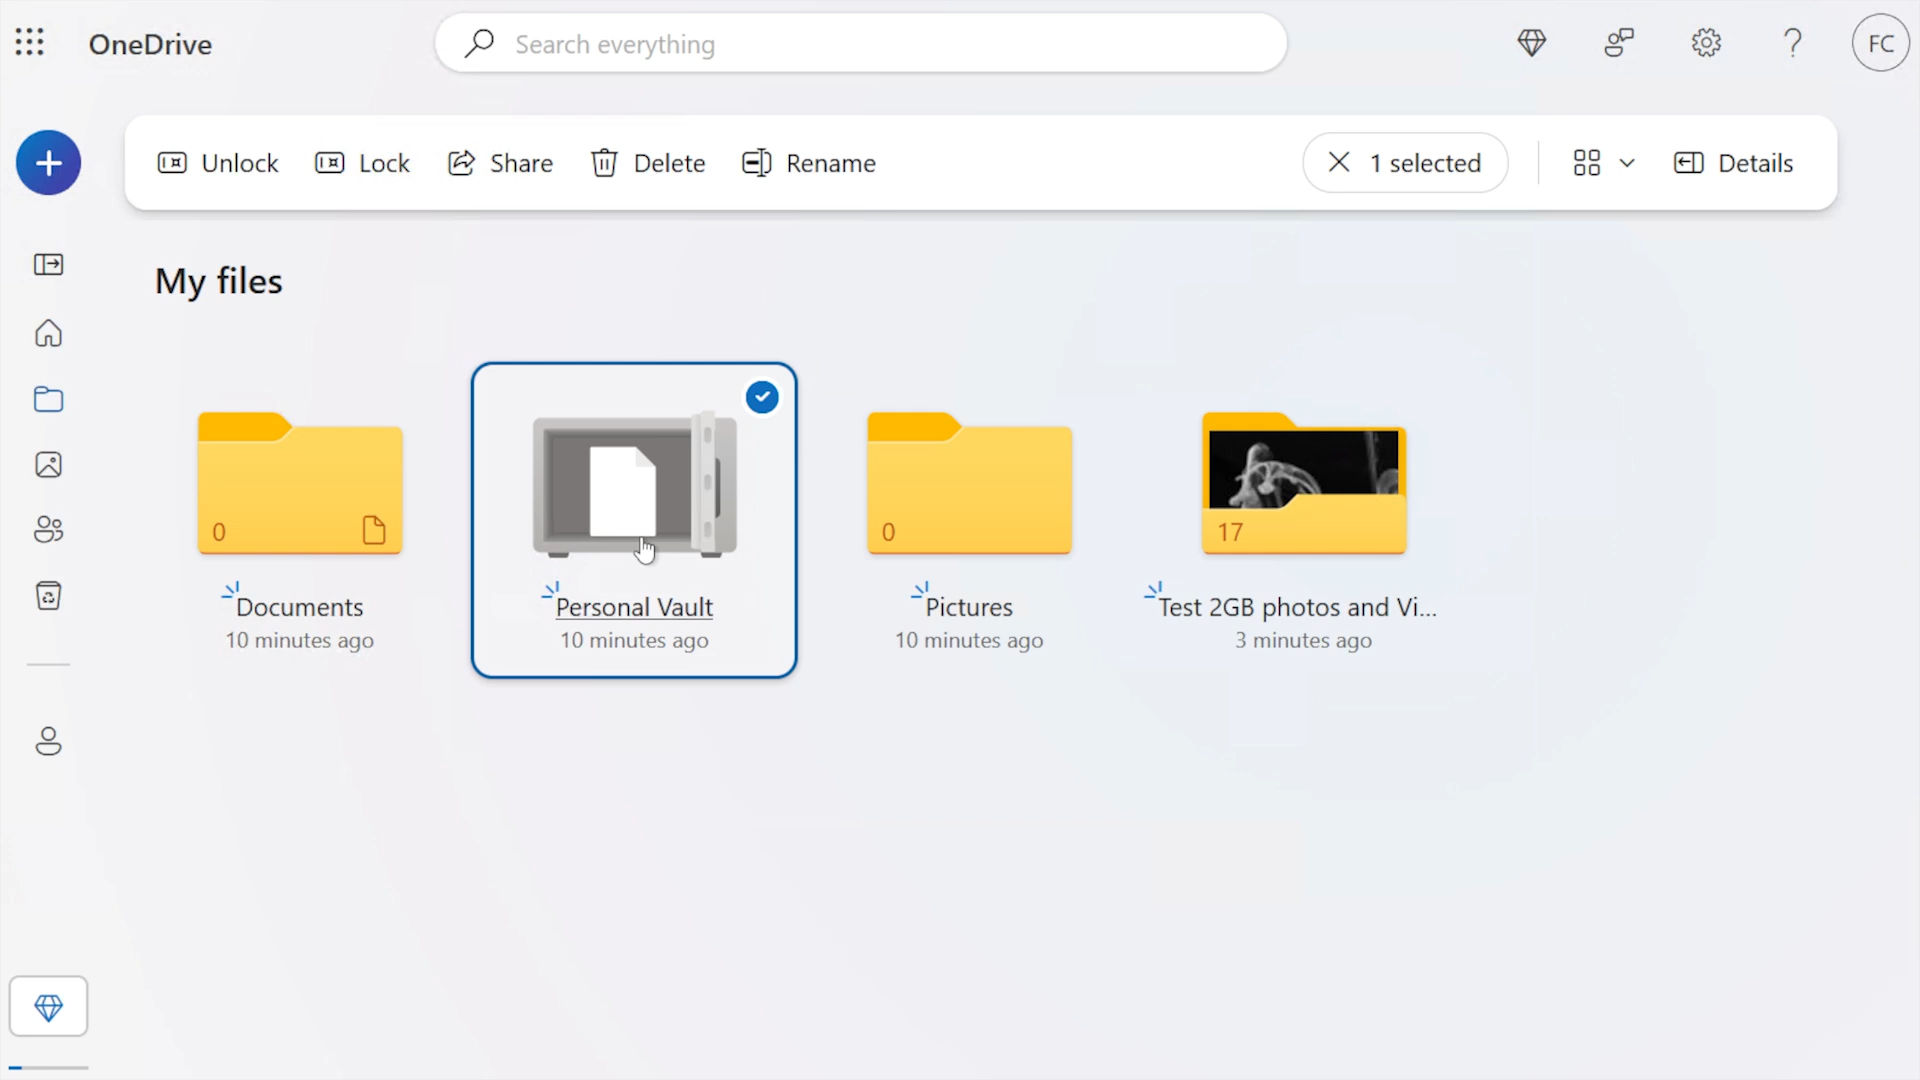 OneDrive
Search everything
FC
Unlock
Lock
Share
Delete
Rename
1 selected
Details
My files
0
0
17
Documents
Personal Vault
Pictures
Test 2GB photos and Vi...
10 minutes ago
10 minutes ago
10 minutes ago
3 minutes ago